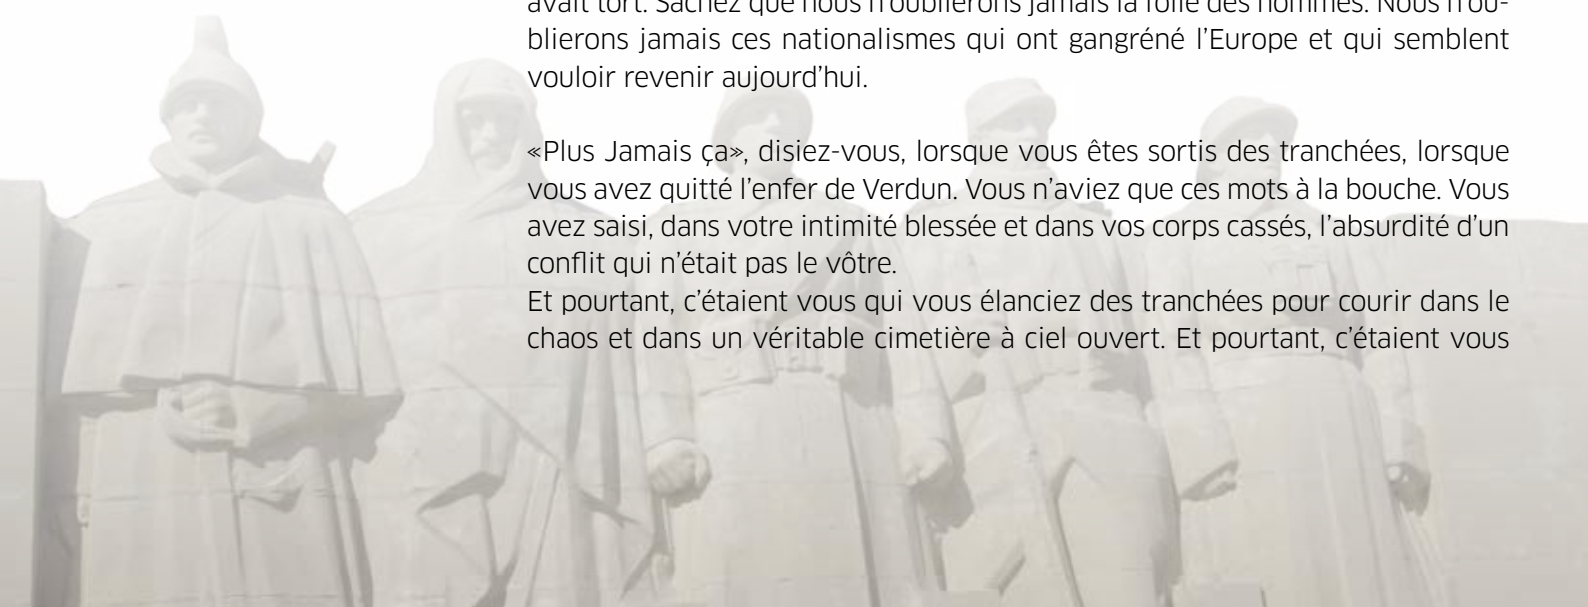 avait tort. Sachez que nous n'oublierons jamais la folie des hommes. Nous n'ou-
blierons jamais ces nationalismes qui ont gangréné l'Europe et qui semblent
vouloir revenir aujourd'hui.
«Plus Jamais ça», disiez-vous, lorsque vous êtes sortis des tranchées, lorsque
vous avez quitté l'enfer de Verdun. Vous n'aviez que ces mots à la bouche. Vous
avez saisi, dans votre intimité blessée et dans vos corps cassés, l'absurdité d'un
conflit qui n'était pas le vôtre.
Et pourtant, c'étaient vous qui vous élanciez des tranchées pour courir dans le
chaos et dans un véritable cimetière à ciel ouvert. Et pourtant, c'étaient vous